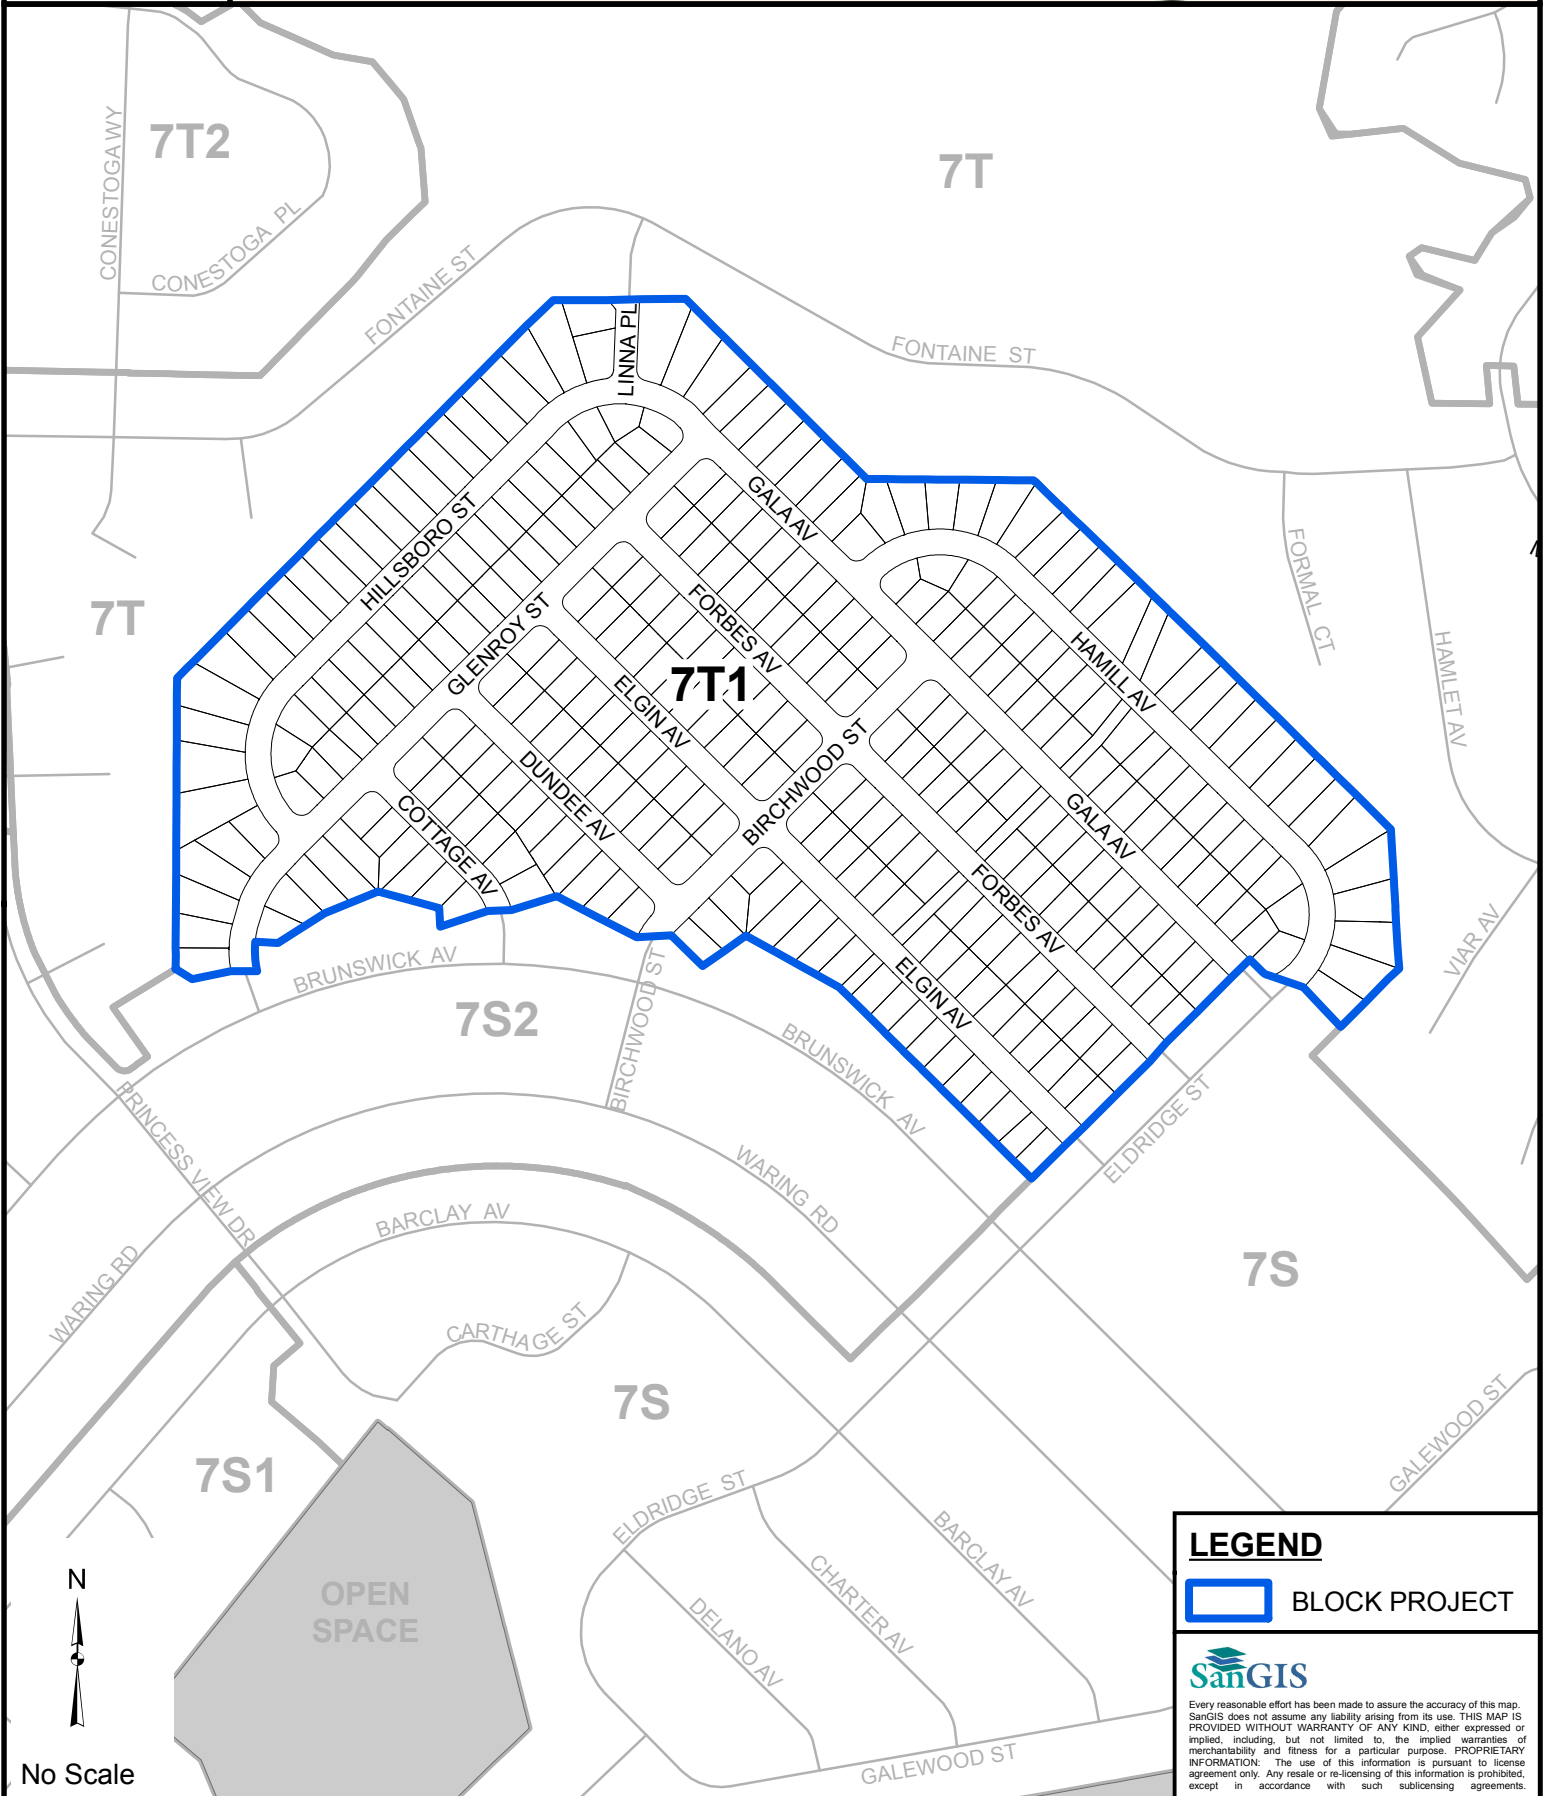 7T2
7T
CONESTOGA WY
CONESTOGA PL
FONTAINE ST
FONTAINE ST
LINNA PL
HILLSBORO ST
GALA AV
FORMAL CT
HAMLET AV
7T
GLENROY ST
FORBES AV
7T1
HAMILL AV
ELGIN AV
BIRCHWOOD ST
DUNDEE AV
COTTAGE AV
GALA AV
FORBES AV
ELGIN AV
VIAR AV
BRUNSWICK AV
7S2
BIRCHWOOD ST
BRUNSWICK AV
ELDRIDGE ST
PRINCESS VIEW DR
WARING RD
BARCLAY AV
WARING RD
7S
CARTHAGE ST
7S
GALEWOOD ST
7S1
ELDRIDGE ST
BARCLAY AV
CHARTER AV
DELANO AV
GALEWOOD ST
OPEN
SPACE
N
No Scale
LEGEND
BLOCK PROJECT
SanGIS
Every reasonable effort has been made to assure the accuracy of this map.
SanGIS does not assume any liability arising from its use. THIS MAP IS
PROVIDED WITHOUT WARRANTY OF ANY KIND, either expressed or
implied, including, but not limited to, the implied warranties of
merchantability and fitness for a particular purpose. PROPRIETARY
INFORMATION: The use of this information is pursuant to license
agreement only. Any resale or re-licensing of this information is prohibited,
except in accordance with such sublicensing agreements.